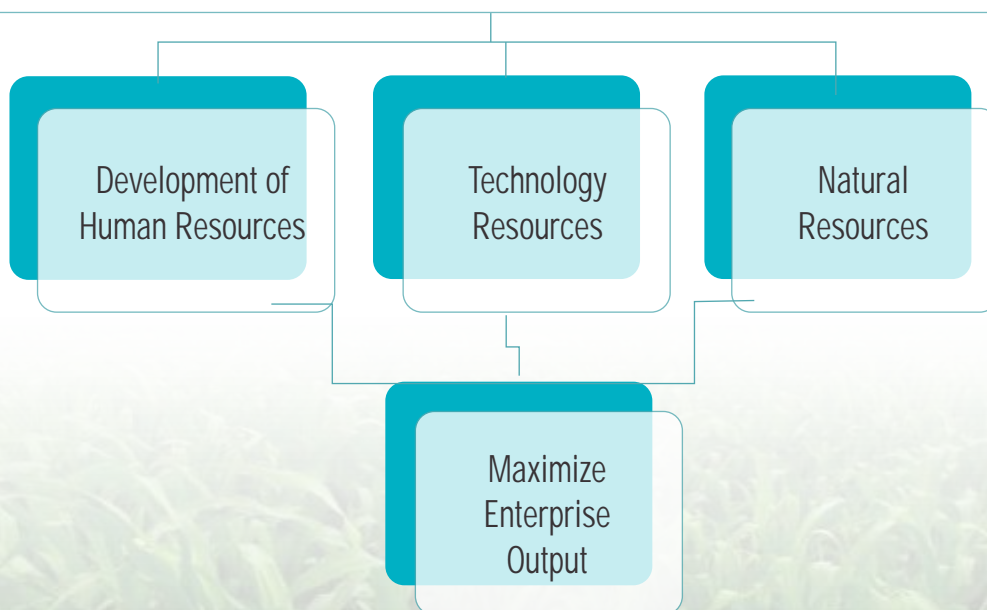 Development of
Human Resources
Technology
Resources
Natural
Resources
Maximize
Enterprise
Output